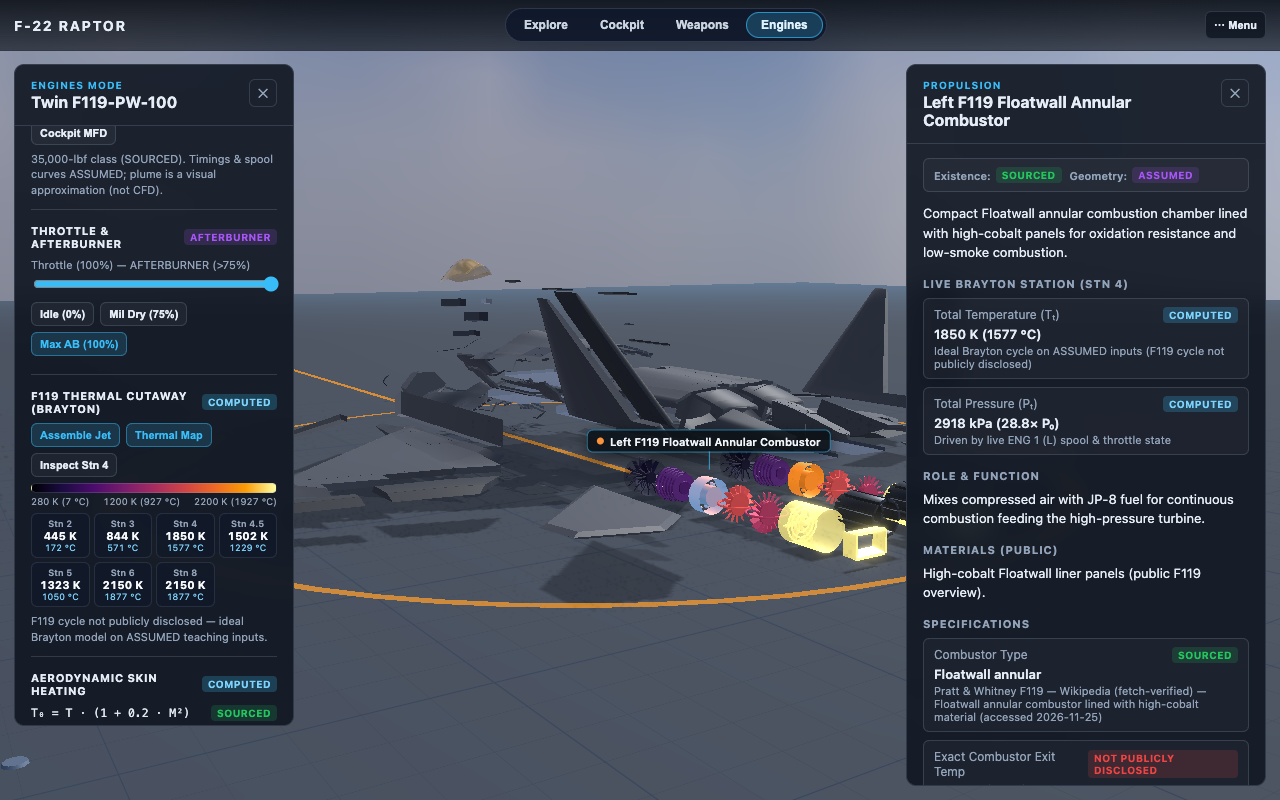 F-22 RAPTOR
Explore
Cockpit
Weapons
Engines
··· Menu
ENGINES MODE
Twin F119-PW-100
Cockpit MFD
35,000-lbf class (SOURCED). Timings & spool
curves ASSUMED; plume is a visual
approximation (not CFD).
THROTTLE &
AFTERBURNER
AFTERBURNER
Throttle (100%) — AFTERBURNER (>75%)
Idle (0%)
Mil Dry (75%)
Max AB (100%)
F119 THERMAL CUTAWAY
(BRAYTON)
COMPUTED
Assemble Jet
Thermal Map
Inspect Stn 4
280 K (7 °C)
1200 K (927 °C)
2200 K (1927 °C)
Stn 2
445 K
172 °C
Stn 3
844 K
571 °C
Stn 4
1850 K
1577 °C
Stn 4.5
1502 K
1229 °C
Stn 5
1323 K
1050 °C
Stn 6
2150 K
1877 °C
Stn 8
2150 K
1877 °C
F119 cycle not publicly disclosed — ideal
Brayton model on ASSUMED teaching inputs.
AERODYNAMIC SKIN
HEATING
COMPUTED
T₀ = T · (1 + 0.2 · M²)
SOURCED
Left F119 Floatwall Annular Combustor
PROPULSION
Left F119 Floatwall Annular
Combustor
Existence: SOURCED Geometry: ASSUMED
Compact Floatwall annular combustion chamber lined
with high-cobalt panels for oxidation resistance and
low-smoke combustion.
LIVE BRAYTON STATION (STN 4)
Total Temperature (Tₜ)
COMPUTED
1850 K (1577 °C)
Ideal Brayton cycle on ASSUMED inputs (F119 cycle not
publicly disclosed)
Total Pressure (Pₜ)
COMPUTED
2918 kPa (28.8× P₀)
Driven by live ENG 1 (L) spool & throttle state
ROLE & FUNCTION
Mixes compressed air with JP-8 fuel for continuous
combustion feeding the high-pressure turbine.
MATERIALS (PUBLIC)
High-cobalt Floatwall liner panels (public F119
overview).
SPECIFICATIONS
Combustor Type
SOURCED
Floatwall annular
Pratt & Whitney F119 — Wikipedia (fetch-verified) —
Floatwall annular combustor lined with high-cobalt
material (accessed 2026-11-25)
Exact Combustor Exit
Temp
NOT PUBLICLY
DISCLOSED